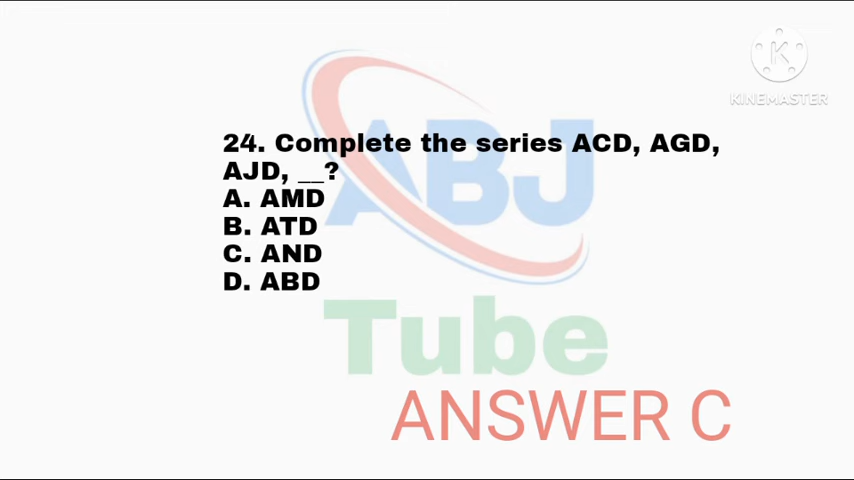 KINEMASTER
24. Complete the series ACD, AGD,
AJD, __?
A. AMD
B. ATD
C. AND
D. ABD
ABJ
Tube
ANSWER C